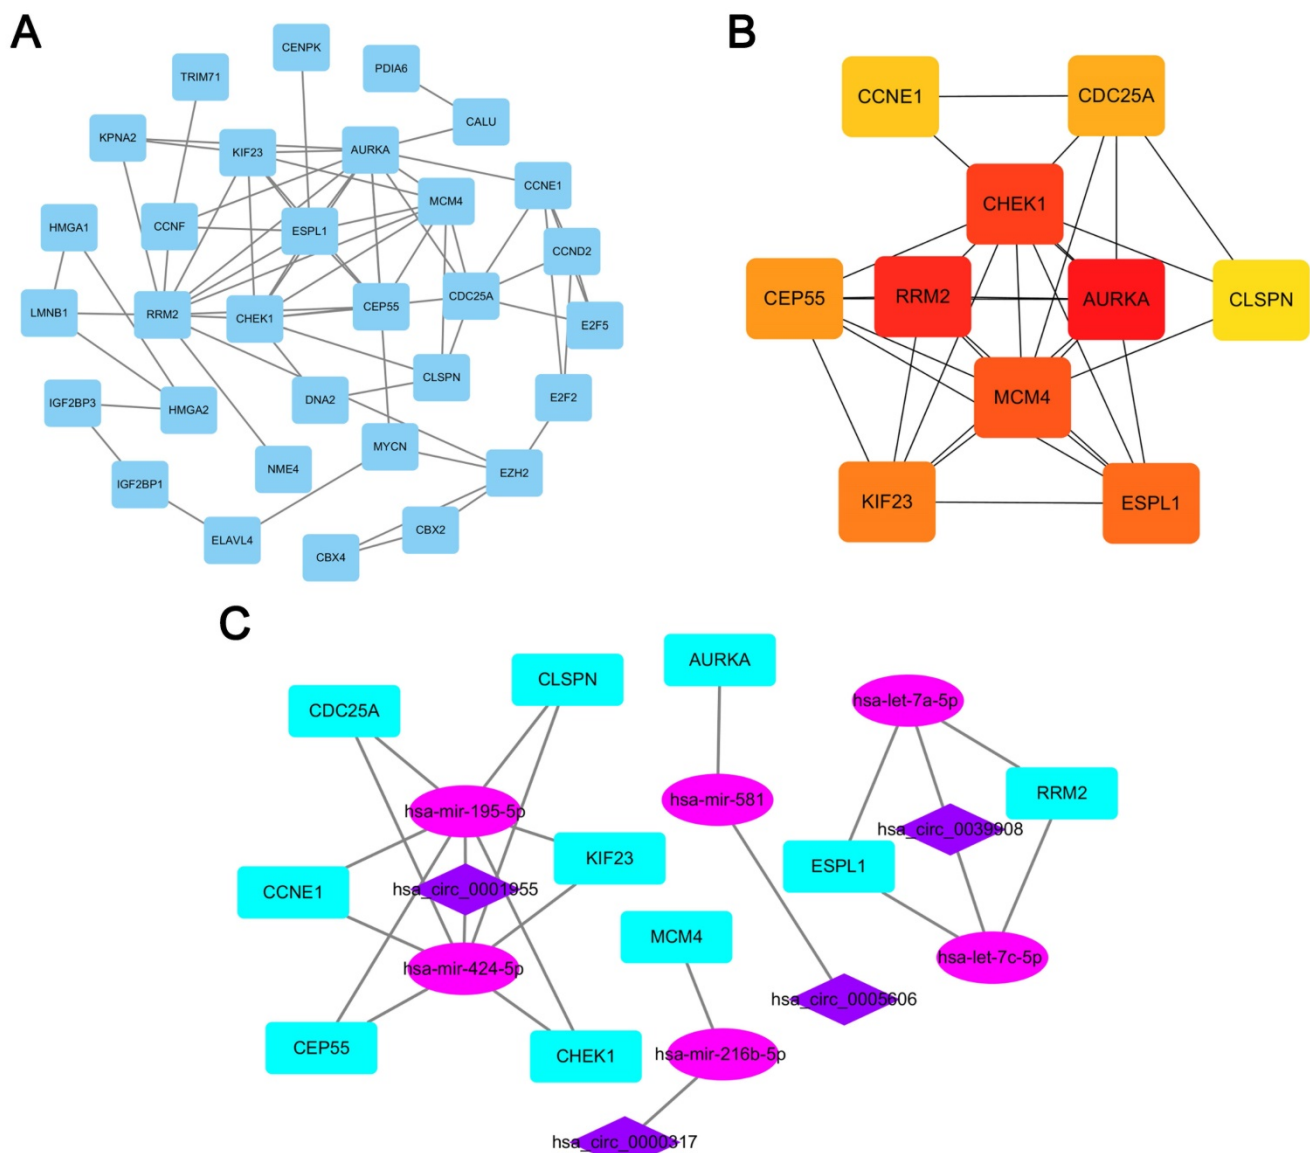 A
CENPK
PDIA6
TRIM71
CALU
KPNA2
KIF23
AURKA
CCNE1
MCM4
HMGA1
CCNF
ESPL1
CCND2
LMNB1
RRM2
CHEK1
CEP55
CDC25A
E2F5
CLSPN
IGF2BP3
HMGA2
DNA2
E2F2
MYCN
IGF2BP1
NME4
EZH2
ELAVL4
CBX2
CBX4
B
CCNE1
CDC25A
CHEK1
CEP55
RRM2
AURKA
CLSPN
MCM4
KIF23
ESPL1
C
AURKA
CLSPN
CDC25A
hsa-let-7a-5p
hsa-mir-195-5p
hsa-mir-581
RRM2
hsa_circ_0039908
KIF23
ESPL1
CCNE1
hsa_circ_0001955
MCM4
hsa-let-7c-5p
hsa-mir-424-5p
hsa_circ_0005606
CEP55
CHEK1
hsa-mir-216b-5p
hsa_circ_0000317